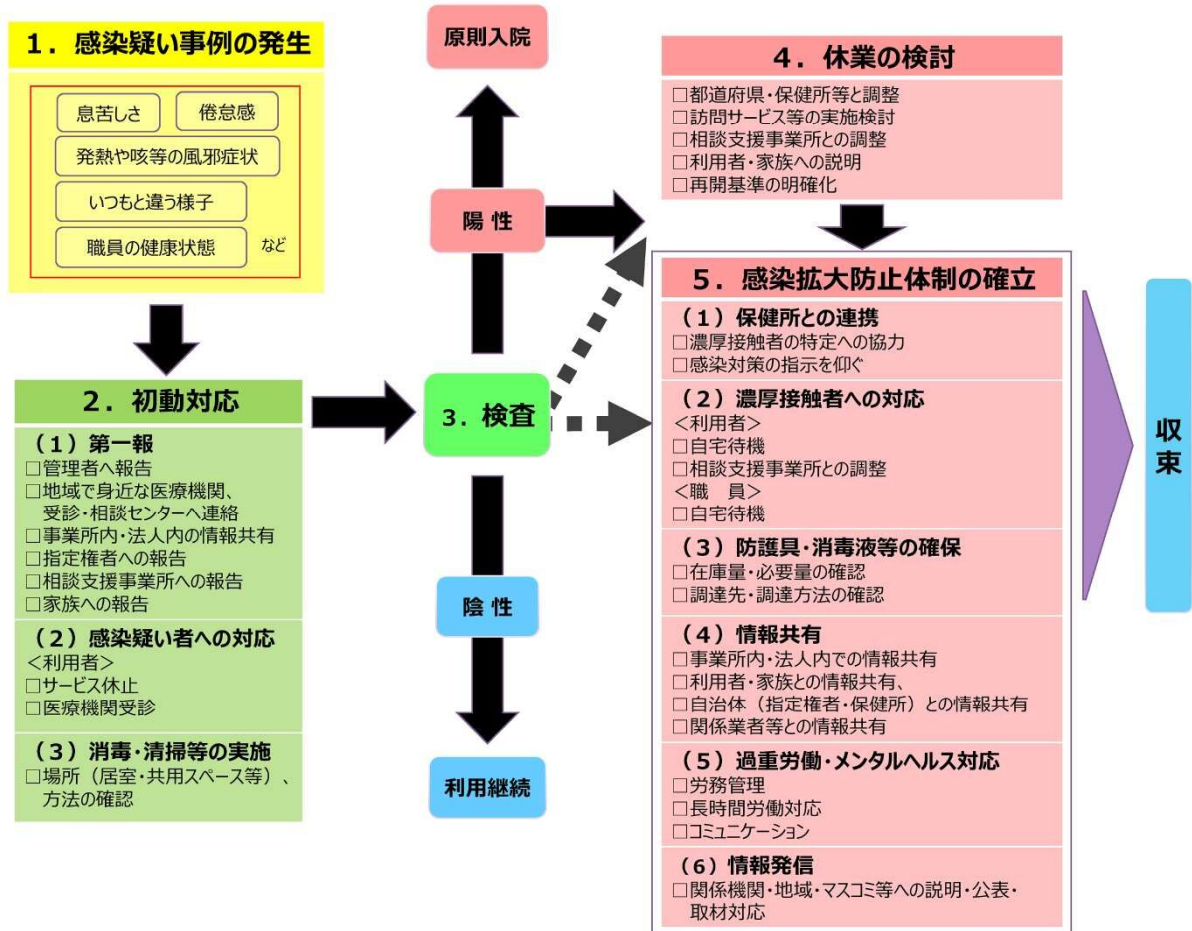 1．感染疑い事例の発生
息苦しさ
倦怠感
発熱や咳等の風邪症状
いつもと違う様子
職員の健康状態
など
2．初動対応
（1）第一報
□管理者へ報告
□地域で身近な医療機関、
受診・相談センターへ連絡
□事業所内・法人内の情報共有
□指定権者への報告
□相談支援事業所への報告
□家族への報告
（2）感染疑い者への対応
＜利用者＞
□サービス休止
□医療機関受診
（3）消毒・清掃等の実施
□場所（居室・共用スペース等）、
方法の確認
原則入院
陽 性
3．検査
陰 性
利用継続
4．休業の検討
□都道府県・保健所等と調整
□訪問サービス等の実施検討
□相談支援事業所との調整
□利用者・家族への説明
□再開基準の明確化
5．感染拡大防止体制の確立
（1）保健所との連携
□濃厚接触者の特定への協力
□感染対策の指示を仰ぐ
（2）濃厚接触者への対応
＜利用者＞
□自宅待機
□相談支援事業所との調整
＜職　員＞
□自宅待機
（3）防護具・消毒液等の確保
□在庫量・必要量の確認
□調達先・調達方法の確認
（4）情報共有
□事業所内・法人内での情報共有
□利用者・家族との情報共有、
□自治体（指定権者・保健所）との情報共有
□関係業者等との情報共有
（5）過重労働・メンタルヘルス対応
□労務管理
□長時間労働対応
□コミュニケーション
（6）情報発信
□関係機関・地域・マスコミ等への説明・公表・
取材対応
収束